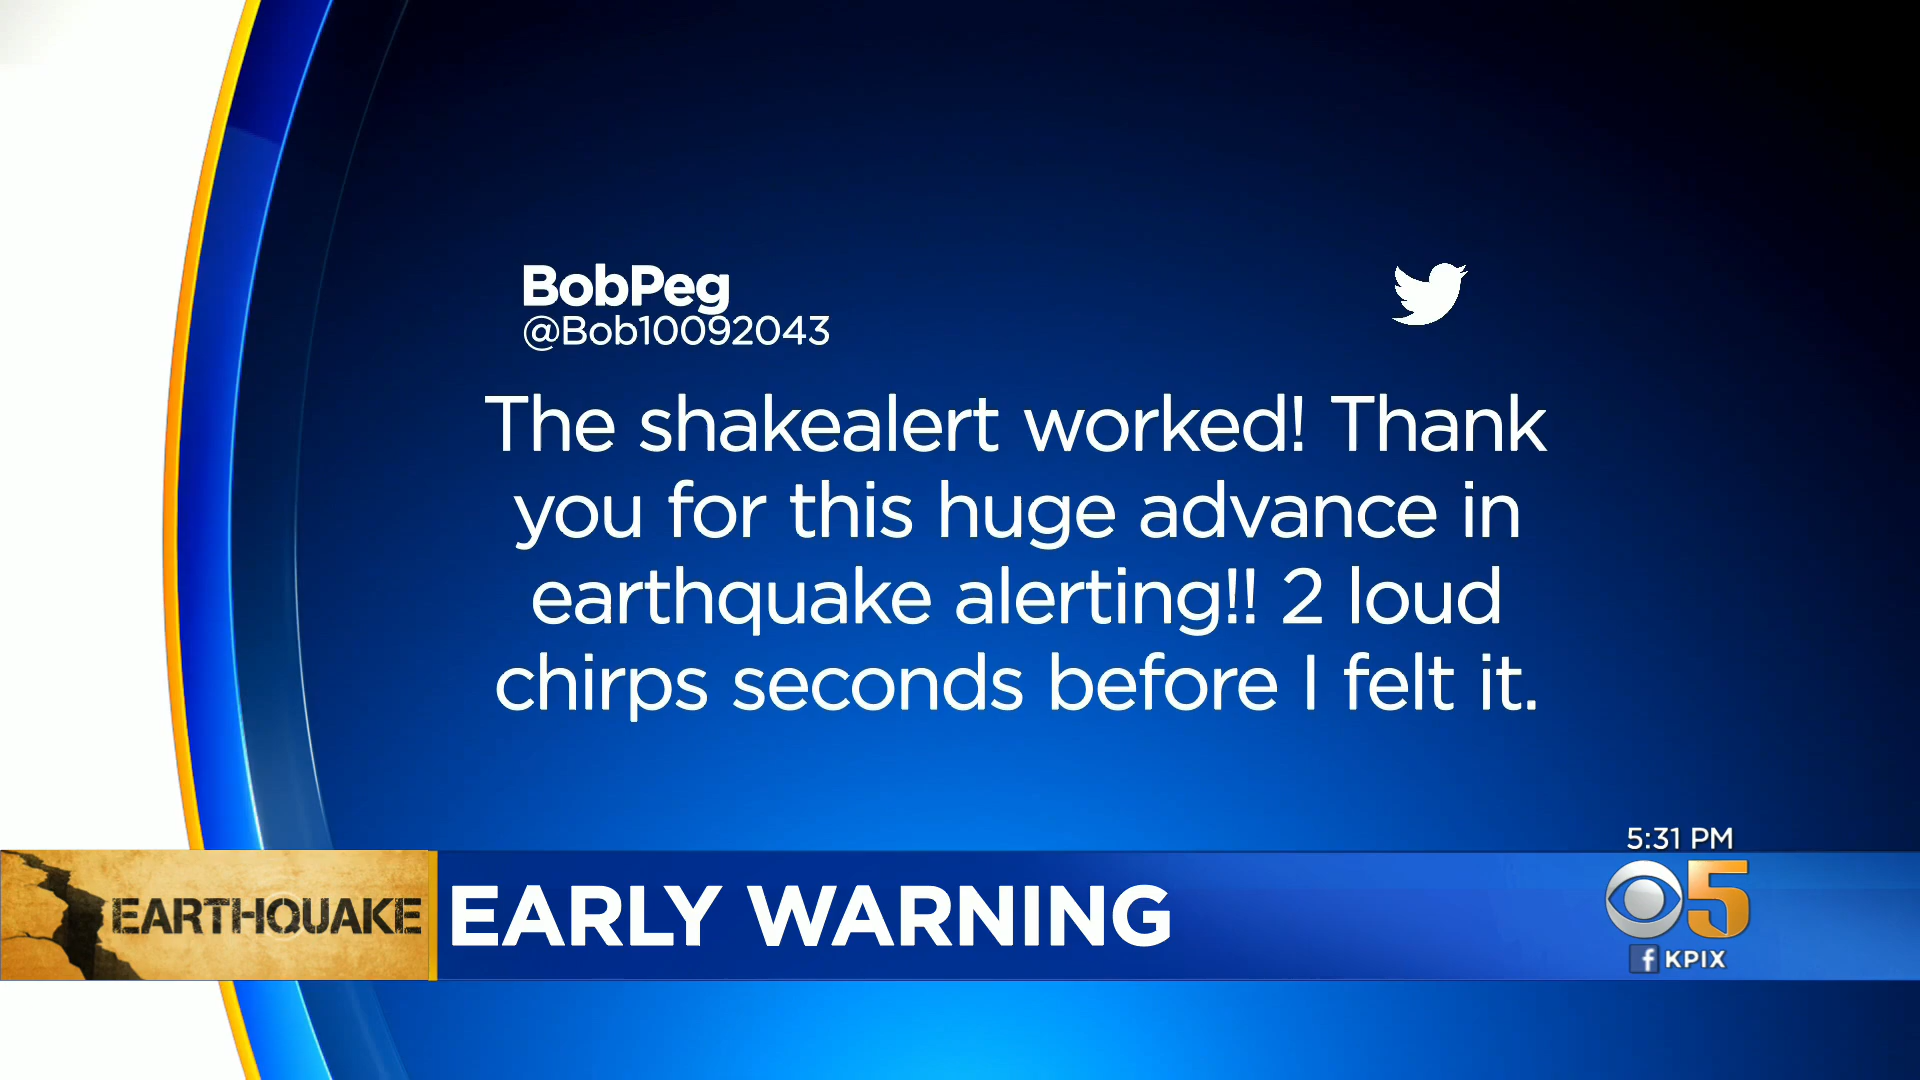 BobPeg
@Bob10092043
The shakealert worked! Thank
you for this huge advance in
earthquake alerting!! 2 loud
chirps seconds before I felt it.
5:31 PM
EARTHQUAKE
EARLY WARNING
5
f KPIX